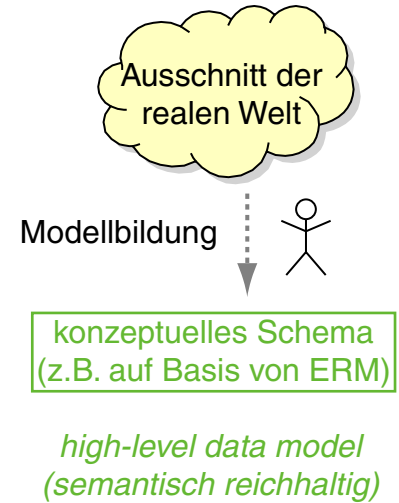 Ausschnitt der
realen Welt
Modellbildung
konzeptuelles Schema
(z.B. auf Basis von ERM)
high-level data model
(semantisch reichhaltig)